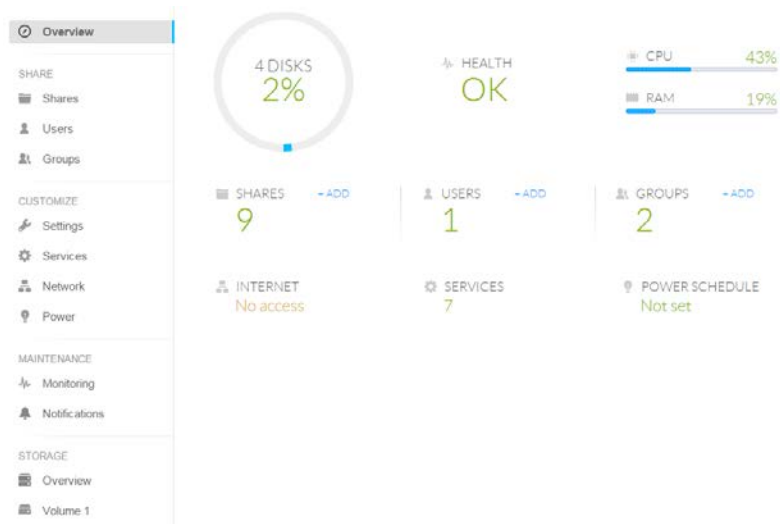 Overview
SHARE
Shares
Users
Groups
CUSTOMIZE
Settings
Services
Network
Power
MAINTENANCE
Monitoring
Notifications
STORAGE
Overview
Volume 1
4 DISKS
2%
HEALTH
OK
CPU 43%
RAM 19%
SHARES + ADD
9
USERS + ADD
1
GROUPS + ADD
2
INTERNET
No access
SERVICES
7
POWER SCHEDULE
Not set